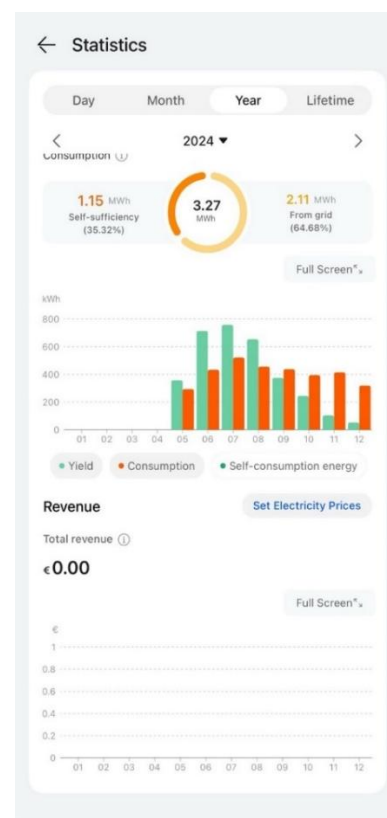 ← Statistics
Day Month Year Lifetime
< 2024 ▼ >
Consumption ⓘ
1.15 MWh
Self-sufficiency
(35.32%)
3.27
MWh
2.11 MWh
From grid
(64.68%)
Full Screen
kWh
800
600
400
200
0
01 02 03 04 05 06 07 08 09 10 11 12
Yield Consumption Self-consumption energy
Revenue Set Electricity Prices
Total revenue ⓘ
€0.00
Full Screen
€
1
0.8
0.6
0.4
0.2
0
01 02 03 04 05 06 07 08 09 10 11 12